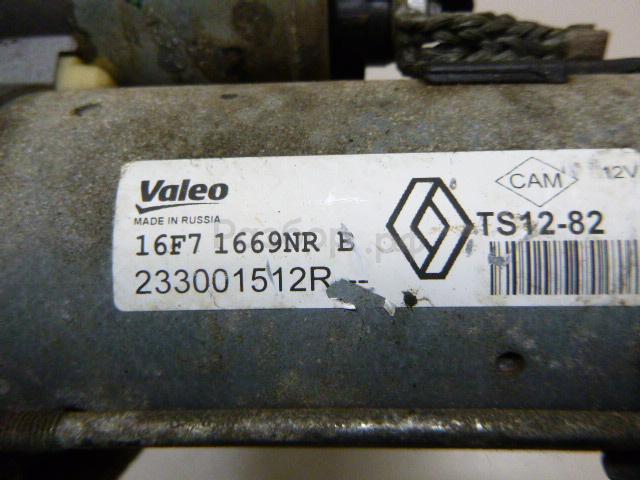 Valeo
MADE IN RUSSIA
16F7 1669NR B
233001512R --
CAM
12V
TS12-82